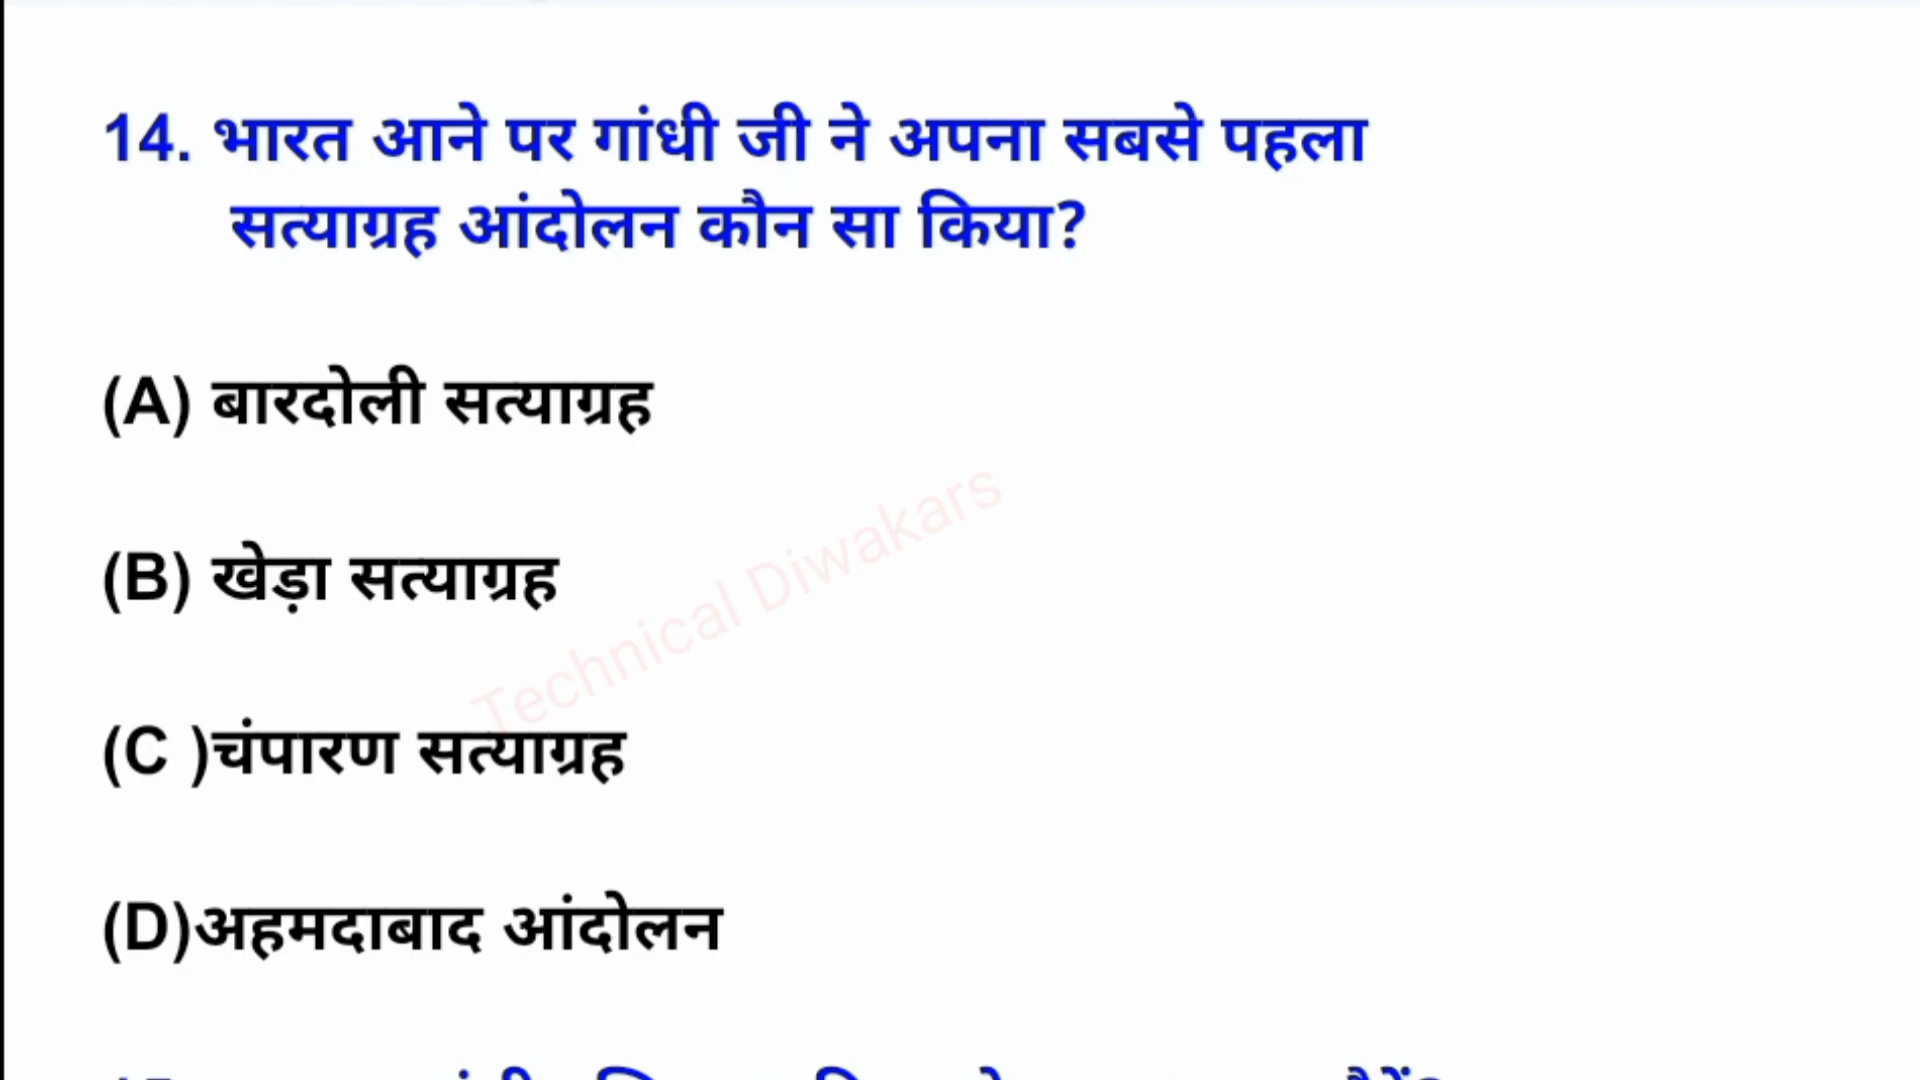 14. भारत आने पर गांधी जी ने अपना सबसे पहला
सत्याग्रह आंदोलन कौन सा किया?
(A) बारदोली सत्याग्रह
(B) खेड़ा सत्याग्रह
Technical Diwakars
(C )चंपारण सत्याग्रह
(D)अहमदाबाद आंदोलन